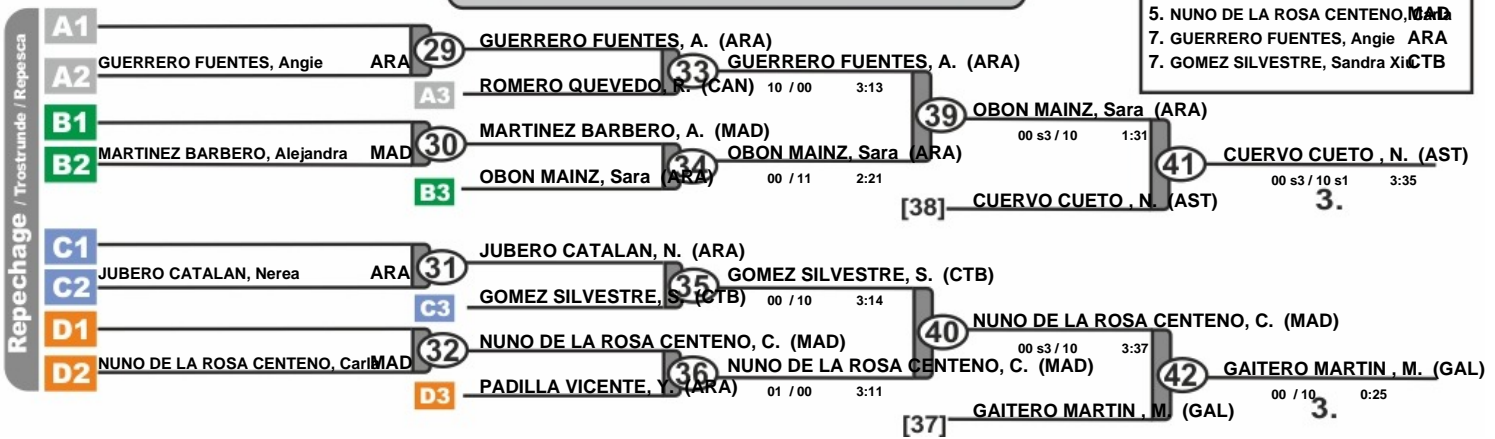 5. NUNO DE LA ROSA CENTENO, Carla MAD
7. GUERRERO FUENTES, Angie ARA
7. GOMEZ SILVESTRE, Sandra Xiu CTB
Repechage / Trostrunde / Repesca
A1
A2 GUERRERO FUENTES, Angie ARA
29 GUERRERO FUENTES, A. (ARA)
A3 ROMERO QUEVEDO, R. (CAN)
33 GUERRERO FUENTES, A. (ARA)
10 / 00 3:13
B1
B2 MARTINEZ BARBERO, Alejandra MAD
30 MARTINEZ BARBERO, A. (MAD)
B3 OBON MAINZ, Sara (ARA)
34 OBON MAINZ, Sara (ARA)
00 / 11 2:21
39 OBON MAINZ, Sara (ARA)
00 s3 / 10 1:31
[38] CUERVO CUETO , N. (AST)
41 CUERVO CUETO , N. (AST)
00 s3 / 10 s1 3:35
3.
C1
C2 JUBERO CATALAN, Nerea ARA
31 JUBERO CATALAN, N. (ARA)
C3 GOMEZ SILVESTRE, S. (CTB)
35 GOMEZ SILVESTRE, S. (CTB)
00 / 10 3:14
D1
D2 NUNO DE LA ROSA CENTENO, Carla MAD
32 NUNO DE LA ROSA CENTENO, C. (MAD)
D3 PADILLA VICENTE, Y. (ARA)
36 NUNO DE LA ROSA CENTENO, C. (MAD)
01 / 00 3:11
40 NUNO DE LA ROSA CENTENO, C. (MAD)
00 s3 / 10 3:37
[37] GAITERO MARTIN , M. (GAL)
42 GAITERO MARTIN , M. (GAL)
00 / 10 0:25
3.